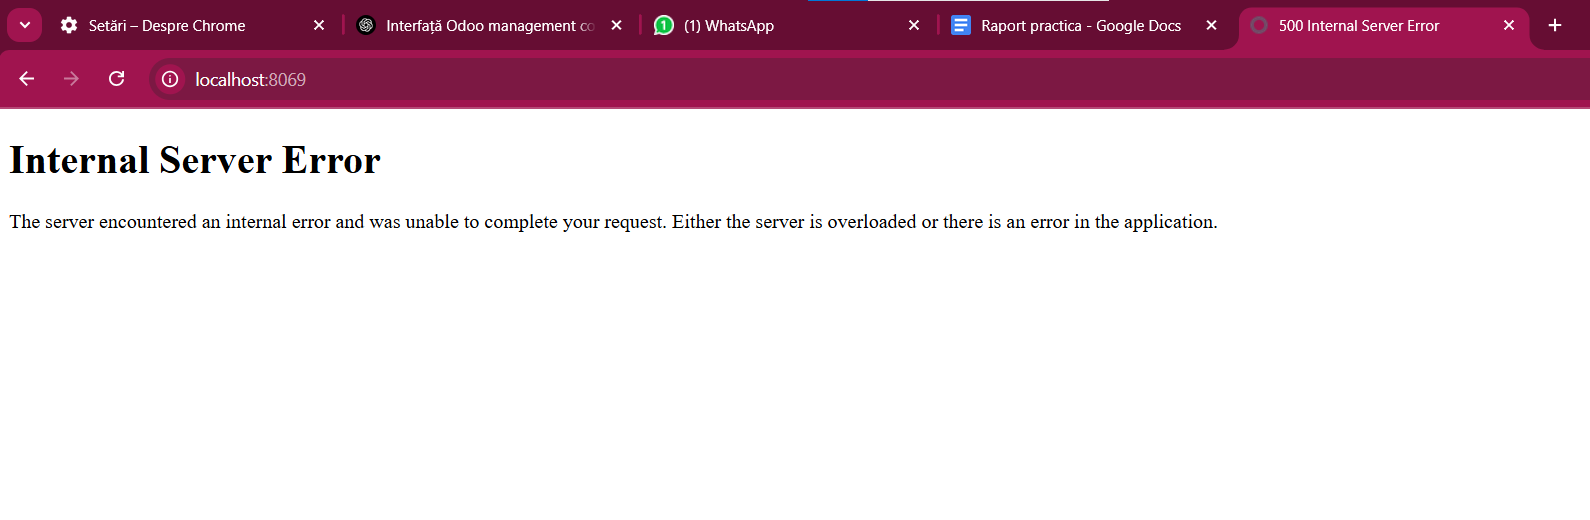 Setări – Despre Chrome
Interfață Odoo management co
1
(1) WhatsApp
Raport practica - Google Docs
500 Internal Server Error
localhost:8069
Internal Server Error
The server encountered an internal error and was unable to complete your request. Either the server is overloaded or there is an error in the application.